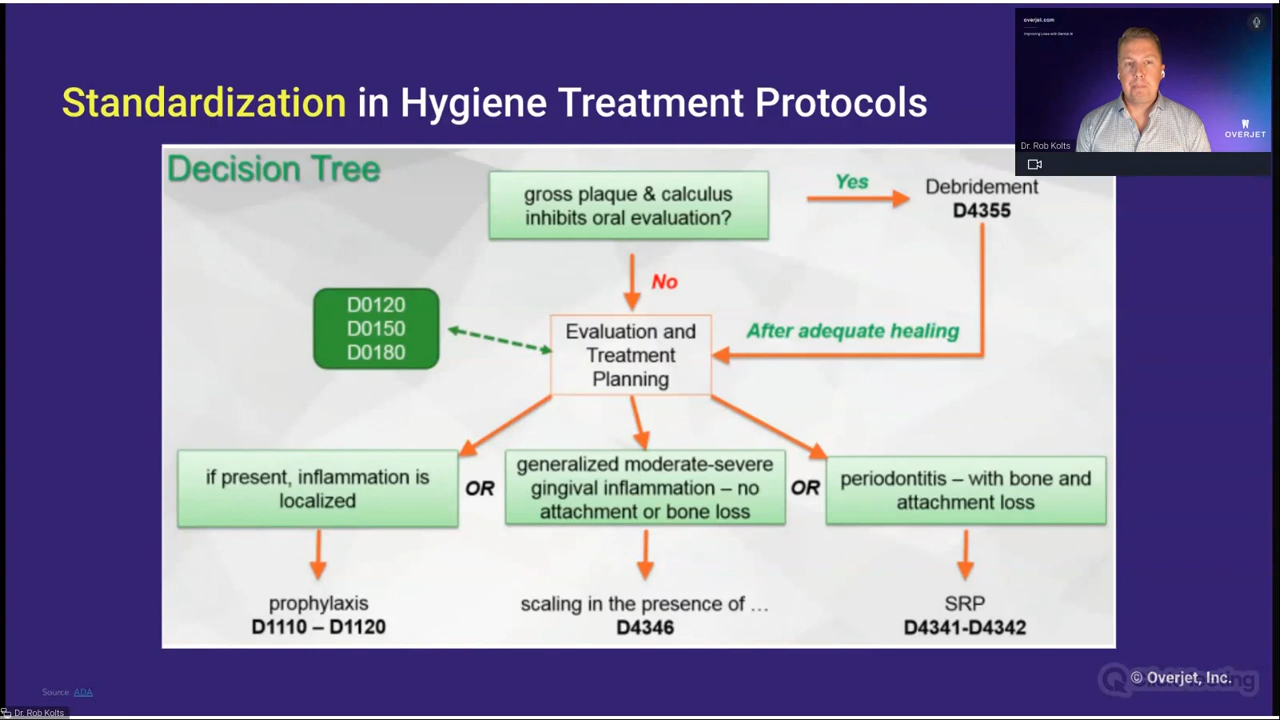 overjet.com
Improving Lives with Dental AI
OVERJET
Dr. Rob Kolts
Standardization in Hygiene Treatment Protocols
Decision Tree
gross plaque & calculus
inhibits oral evaluation?
Yes
Debridement
D4355
No
D0120
D0150
D0180
Evaluation and
Treatment
Planning
After adequate healing
if present, inflammation is
localized
OR
generalized moderate-severe
gingival inflammation – no
attachment or bone loss
OR
periodontitis – with bone and
attachment loss
prophylaxis
D1110 – D1120
scaling in the presence of …
D4346
SRP
D4341-D4342
Source: ADA
© Overjet, Inc.
Dr. Rob Kolts